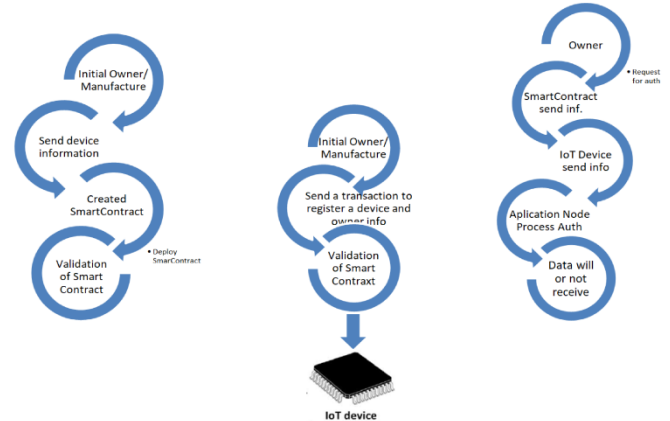 Initial Owner/
Manufacture
Send device
information
Created
SmartContract
• Deploy
SmarContract
Validation
of Smart
Contract
Initial Owner/
Manufacture
Send a transaction to
register a device and
owner info
Validation
of Smart
Contraxt
IoT device
Owner
• Request
for auth
SmartContract
send inf.
IoT Device
send info
Aplication Node
Process Auth
Data will
or not
receive